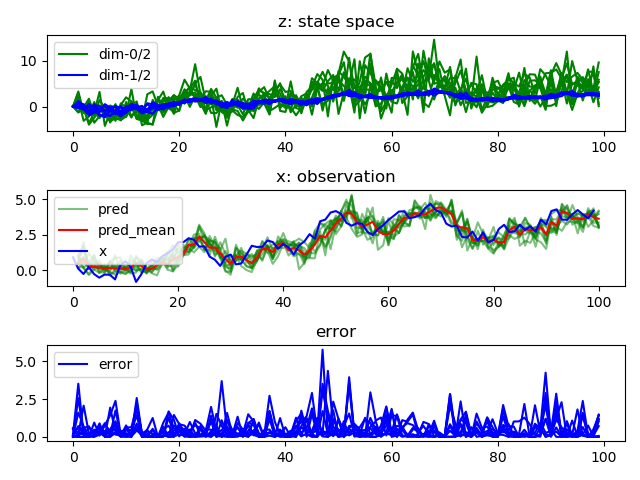 z: state space
10
0
dim-0/2
dim-1/2
0 20 40 60 80 100
x: observation
5.0
2.5
0.0
pred
pred_mean
x
0 20 40 60 80 100
error
5.0
2.5
0.0
error
0 20 40 60 80 100